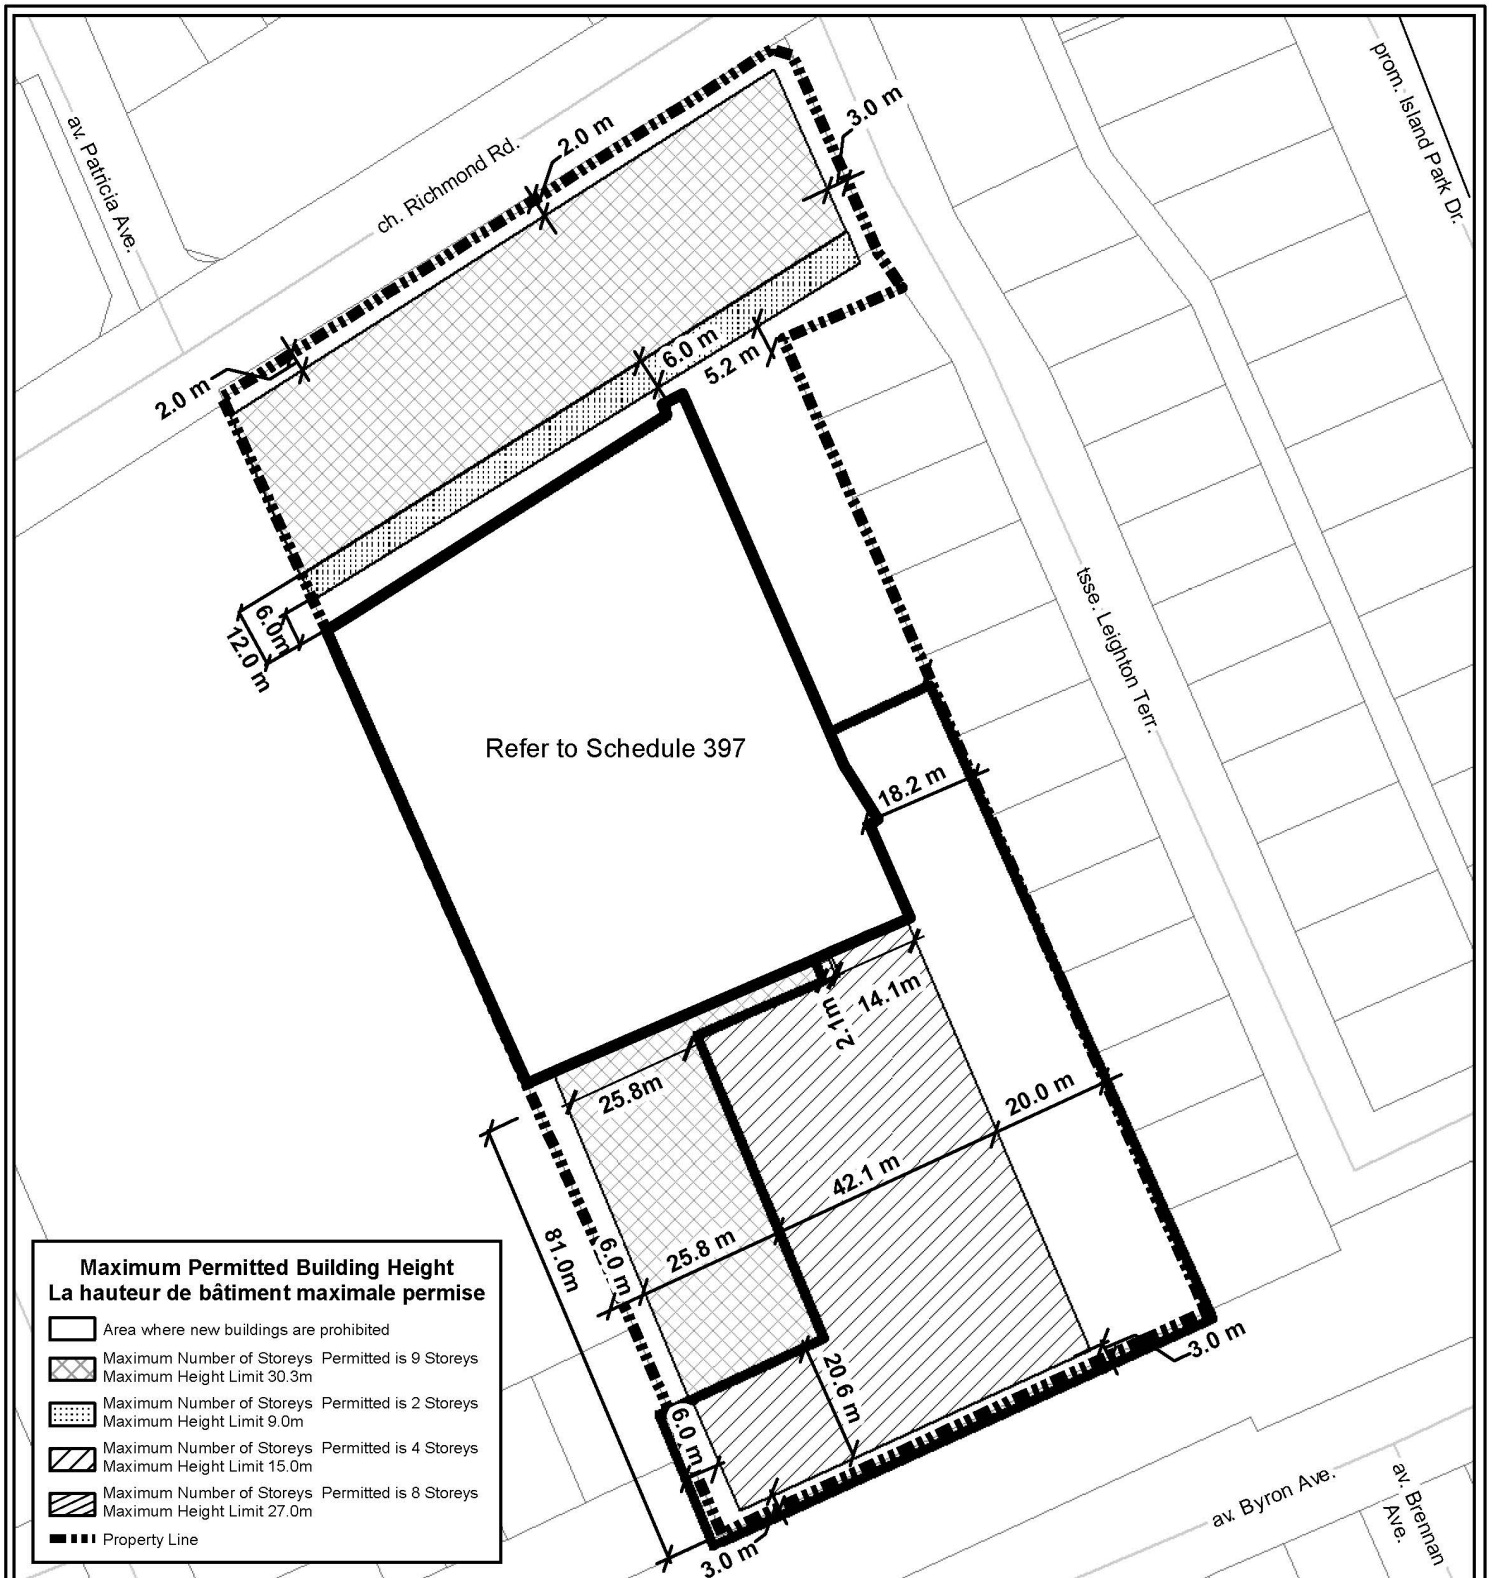 prom. Island Park Dr.
av. Patricia Ave.
ch. Richmond Rd.
2.0 m
3.0 m
2.0 m
6.0 m
5.2 m
6.0m
12.0 m
tsse. Leighton Terr.
Refer to Schedule 397
18.2 m
14.1m
2.1m
25.8m
20.0 m
42.1 m
25.8 m
6.0 m
81.0m
20.6 m
3.0 m
6.0 m
3.0 m
av. Byron Ave.
av. Brennan
Ave.
Maximum Permitted Building Height
La hauteur de bâtiment maximale permise
Area where new buildings are prohibited
Maximum Number of Storeys Permitted is 9 Storeys
Maximum Height Limit 30.3m
Maximum Number of Storeys Permitted is 2 Storeys
Maximum Height Limit 9.0m
Maximum Number of Storeys Permitted is 4 Storeys
Maximum Height Limit 15.0m
Maximum Number of Storeys Permitted is 8 Storeys
Maximum Height Limit 27.0m
Property Line